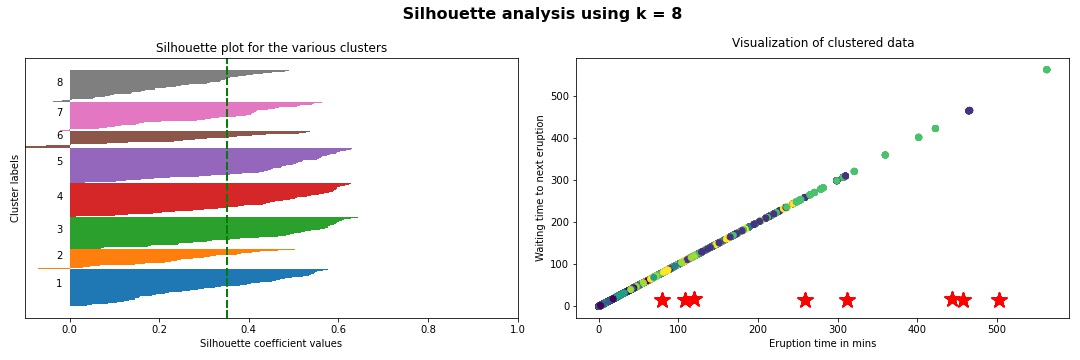 Silhouette analysis using k = 8
Silhouette plot for the various clusters
Cluster labels
8
7
6
5
4
3
2
1
0.0 0.2 0.4 0.6 0.8 1.0
Silhouette coefficient values
Visualization of clustered data
Waiting time to next eruption
500
400
300
200
100
0
0 100 200 300 400 500
Eruption time in mins